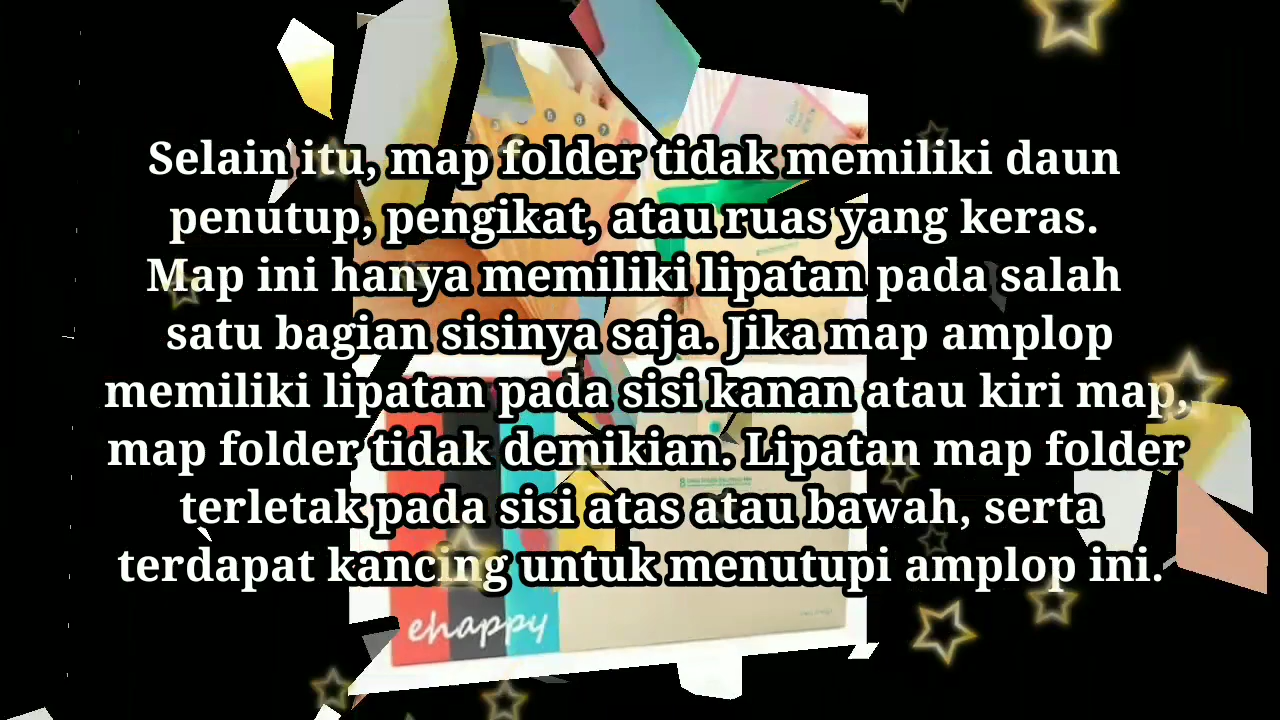 Selain itu, map folder tidak memiliki daun
penutup, pengikat, atau ruas yang keras.
Map ini hanya memiliki lipatan pada salah
satu bagian sisinya saja. Jika map amplop
memiliki lipatan pada sisi kanan atau kiri map,
map folder tidak demikian. Lipatan map folder
terletak pada sisi atas atau bawah, serta
terdapat kancing untuk menutupi amplop ini.
ehappy